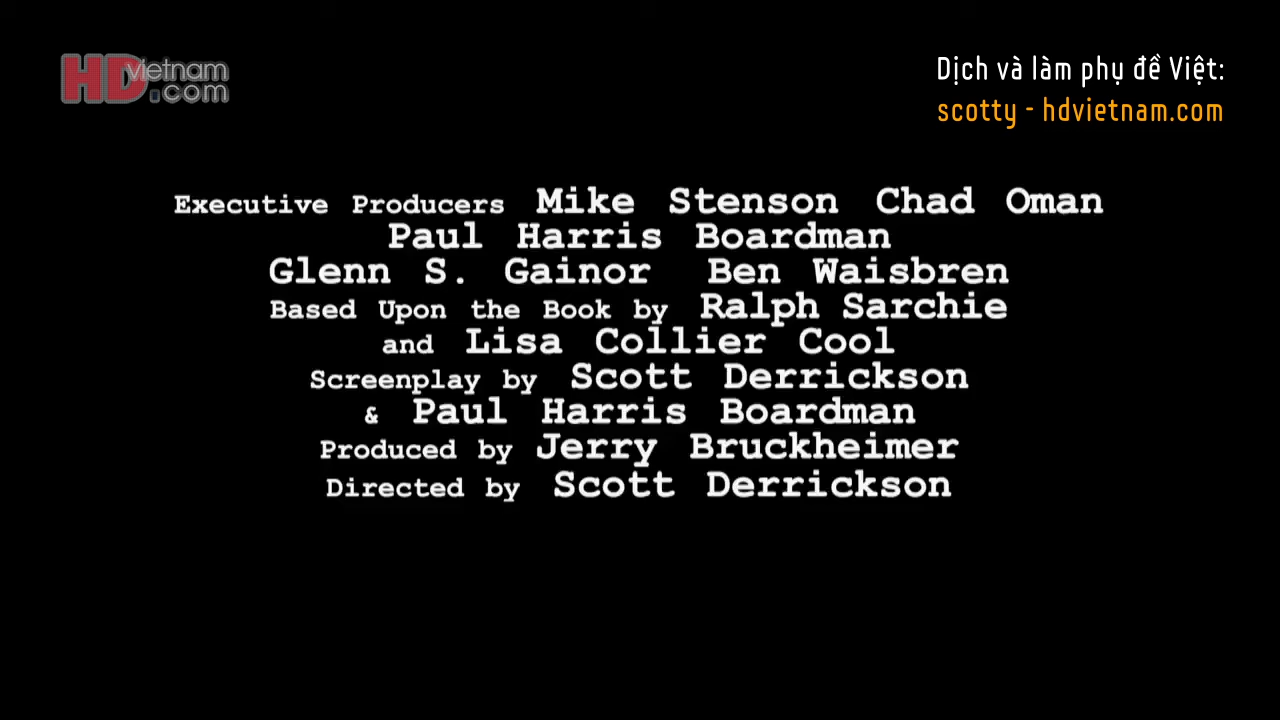 HDvietnam
.com
Dịch và làm phụ đề Việt:
scotty - hdvietnam.com
Executive Producers Mike Stenson Chad Oman
Paul Harris Boardman
Glenn S. Gainor Ben Waisbren
Based Upon the Book by Ralph Sarchie
and Lisa Collier Cool
Screenplay by Scott Derrickson
& Paul Harris Boardman
Produced by Jerry Bruckheimer
Directed by Scott Derrickson